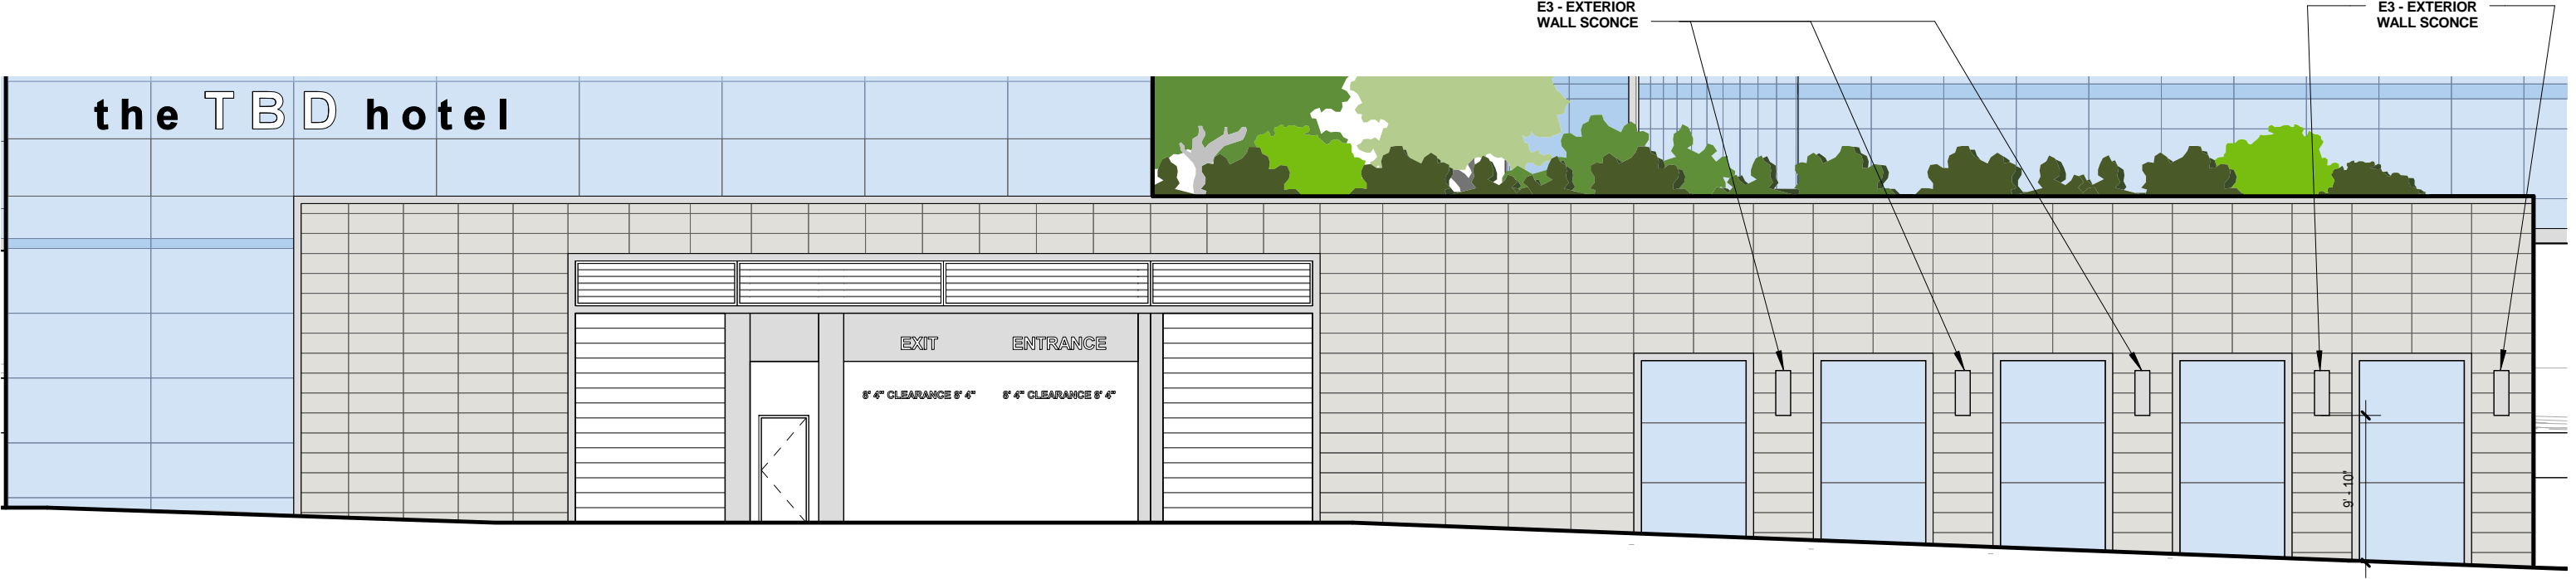 E3 - EXTERIOR
WALL SCONCE
E3 - EXTERIOR
WALL SCONCE
the TBD hotel
EXIT
ENTRANCE
8' 4" CLEARANCE 8' 4"
8' 4" CLEARANCE 8' 4"
9' - 10"